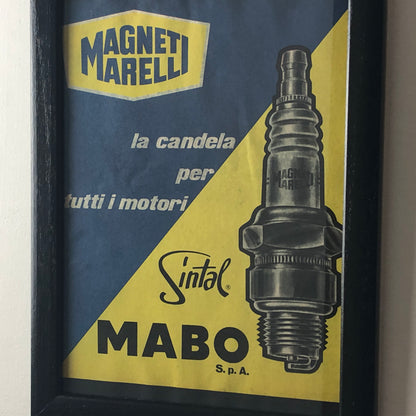 MAGNETI
MARELLI
la candela
per
tutti i motori
MAGNETI
MARELLI
Sintal®
MABO
S.p.A.